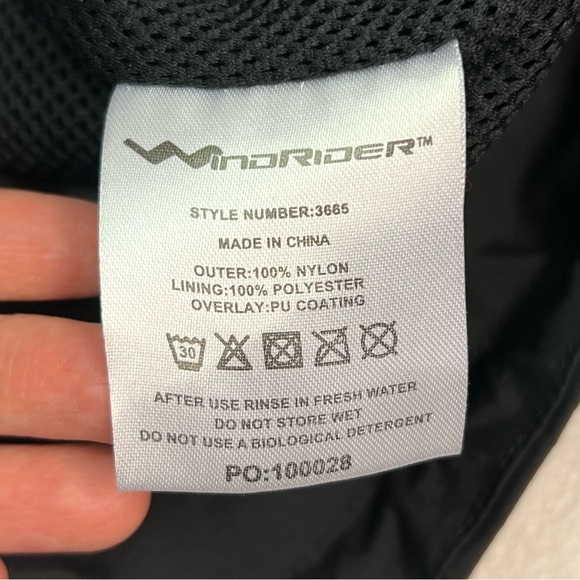 WINDRIDER™
STYLE NUMBER:3665
MADE IN CHINA
OUTER:100% NYLON
LINING:100% POLYESTER
OVERLAY:PU COATING
30
AFTER USE RINSE IN FRESH WATER
DO NOT STORE WET
DO NOT USE A BIOLOGICAL DETERGENT
PO:100028